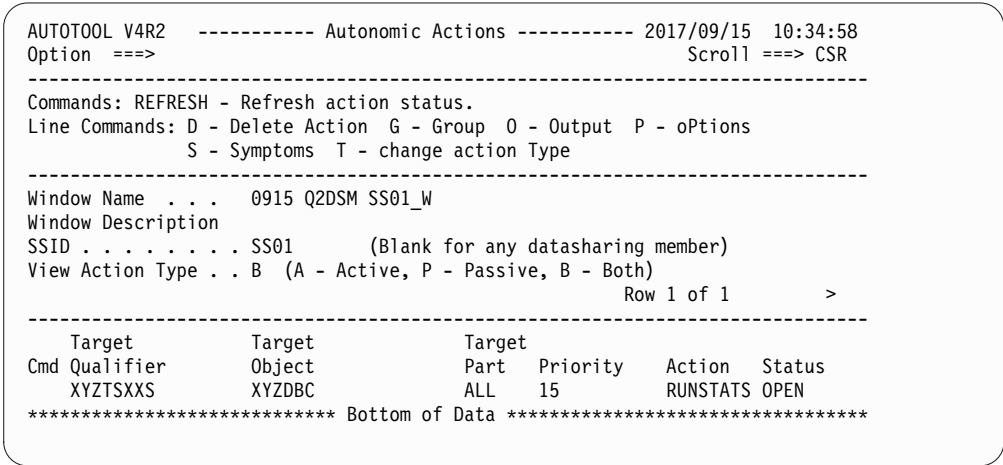 AUTOTOOL V4R2   ----------- Autonomic Actions ----------- 2017/09/15  10:34:58
Option  ===>                                                  Scroll ===> CSR
-------------------------------------------------------------------------------
Commands: REFRESH - Refresh action status.
Line Commands: D - Delete Action  G - Group  O - Output  P - oPtions
               S - Symptoms  T - change action Type
-------------------------------------------------------------------------------
Window Name  . . .   0915 Q2DSM SS01_W
Window Description
SSID . . . . . . . . SS01       (Blank for any datasharing member)
View Action Type . . B  (A - Active, P - Passive, B - Both)
                                                        Row 1 of 1         >
-------------------------------------------------------------------------------
    Target           Target              Target
Cmd Qualifier        Object              Part   Priority    Action   Status
    XYZTSXXS         XYZDBC              ALL    15          RUNSTATS OPEN
***************************** Bottom of Data **********************************